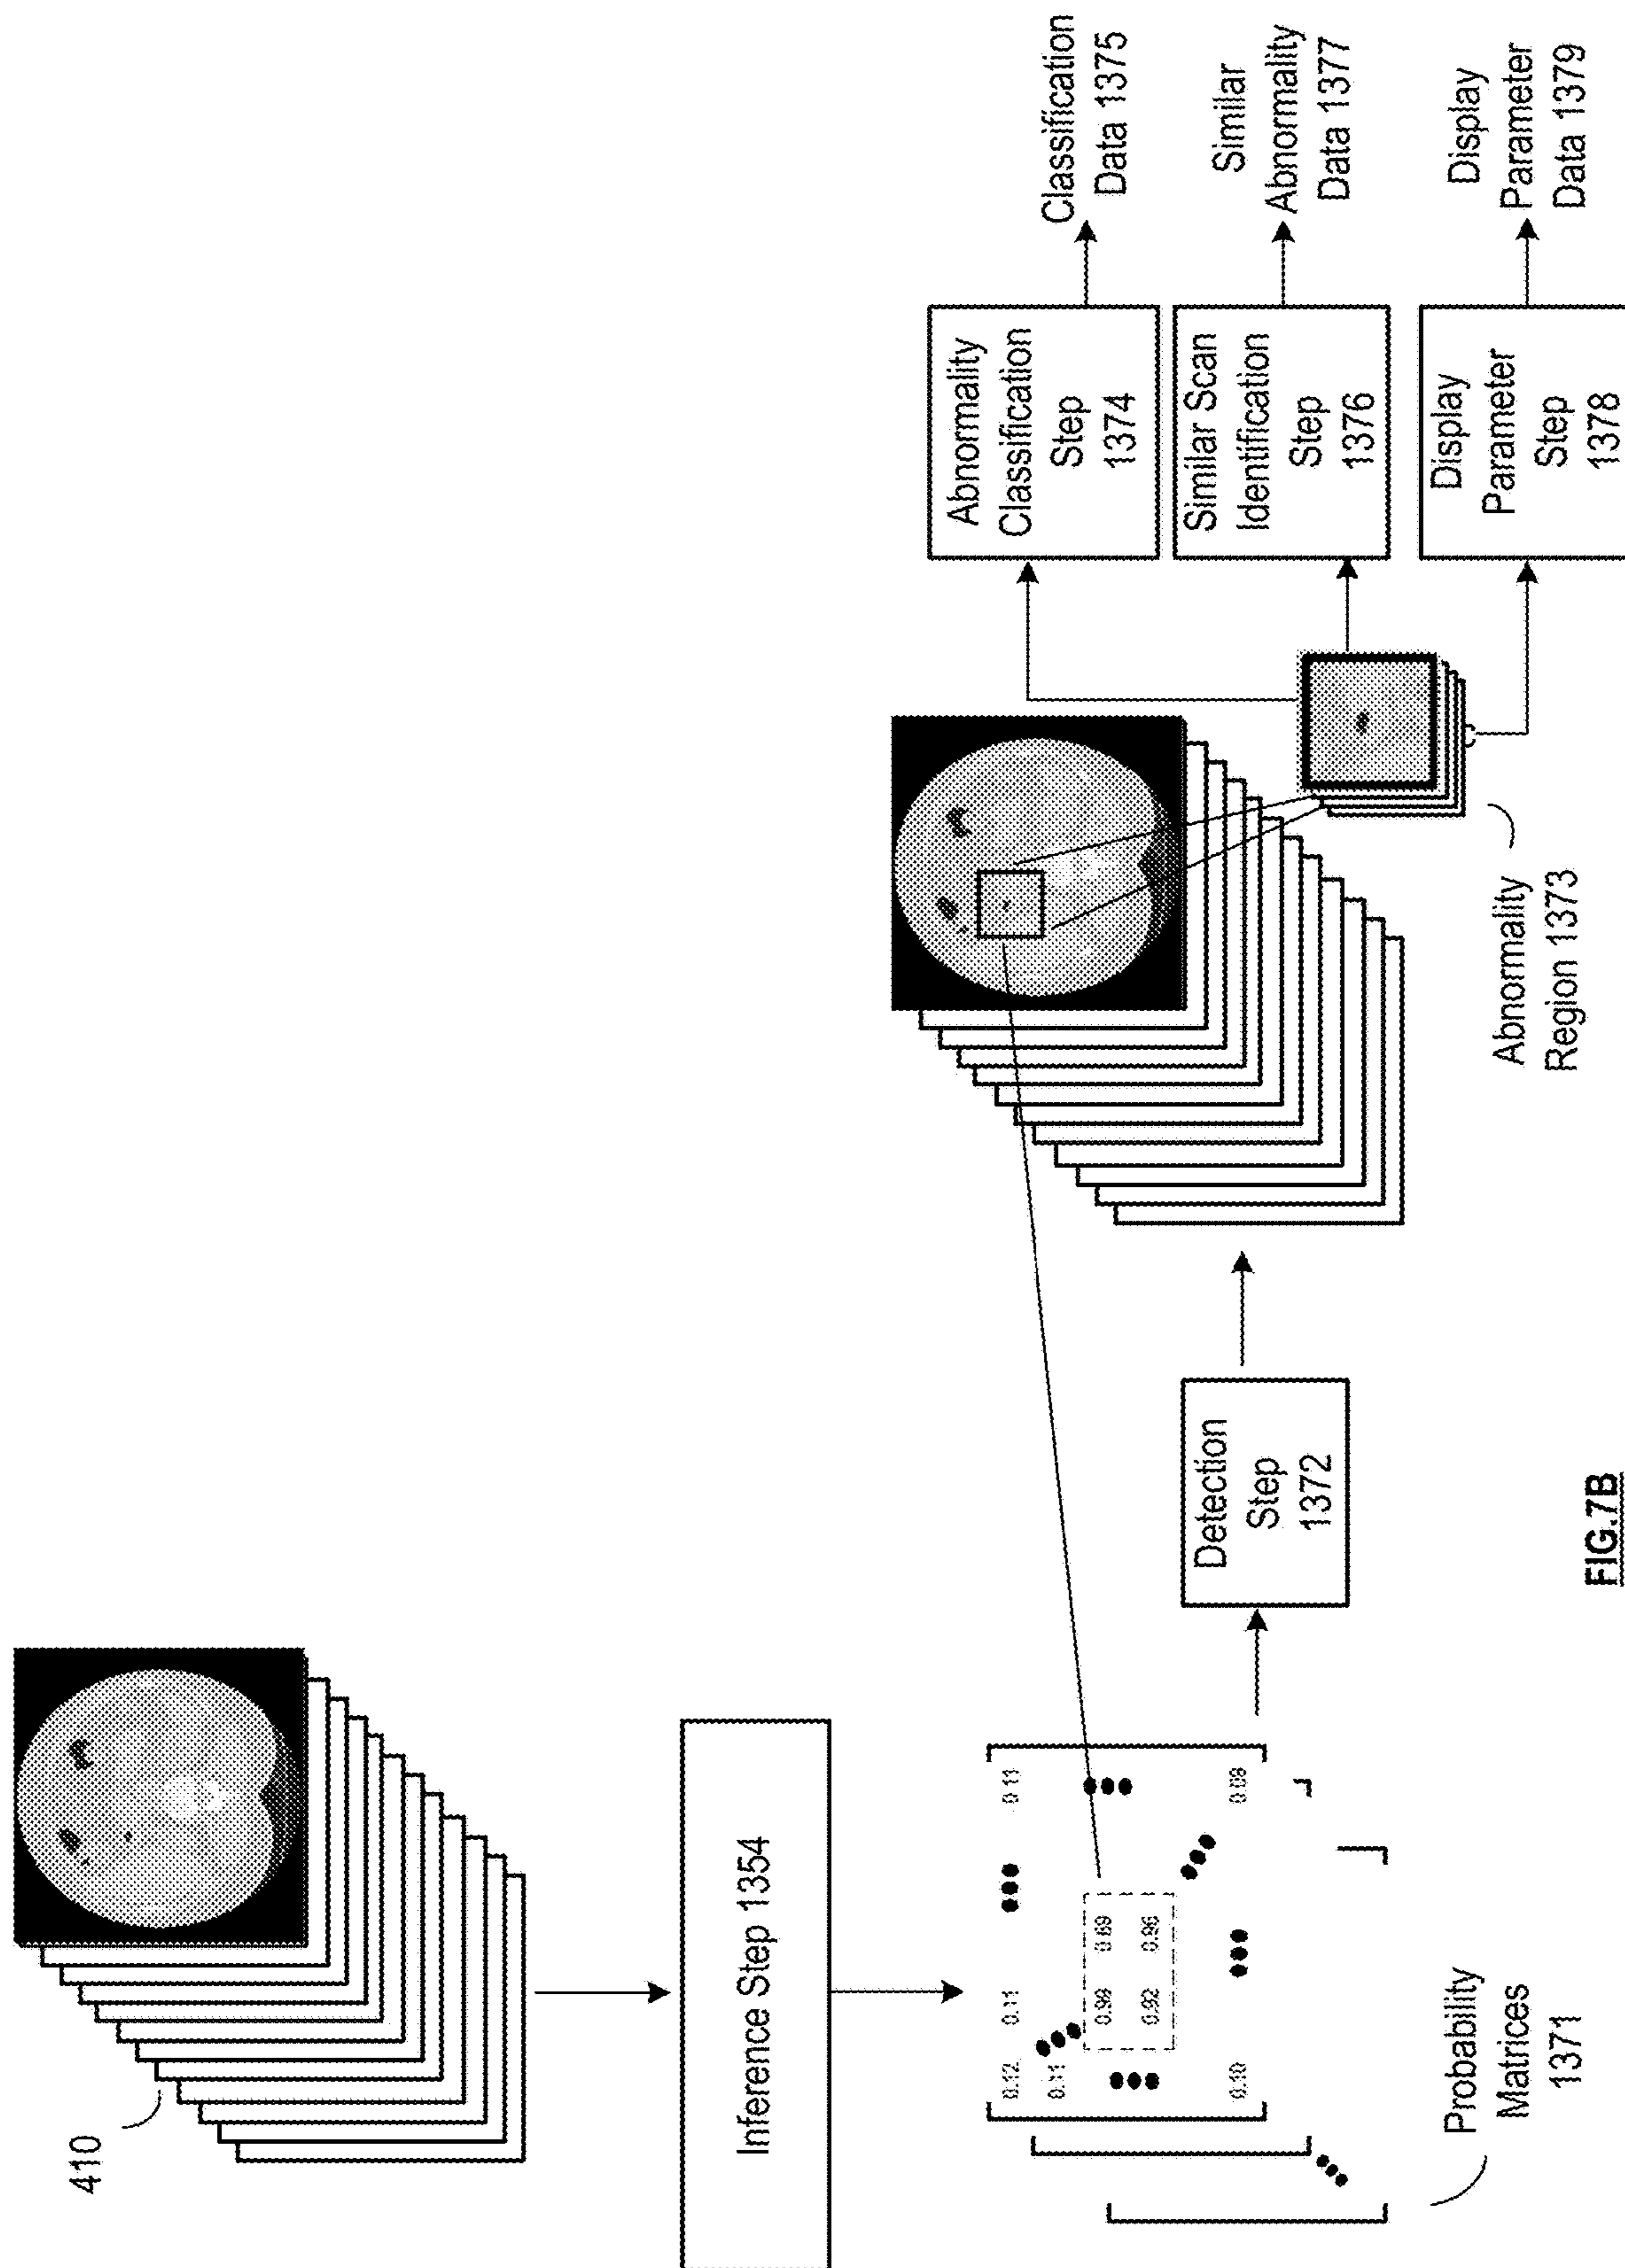 410
Inference Step 1354
0.12
0.11
0.11
0.11
0.99
0.89
0.92
0.96
0.10
0.09
Probability
Matrices
1371
Detection
Step
1372
Abnormality
Region 1373
Abnormality
Classification
Step
1374
Similar Scan
Identification
Step
1376
Display
Parameter
Step
1378
Classification
Data 1375
Similar
Abnormality
Data 1377
Display
Parameter
Data 1379
FIG.7B